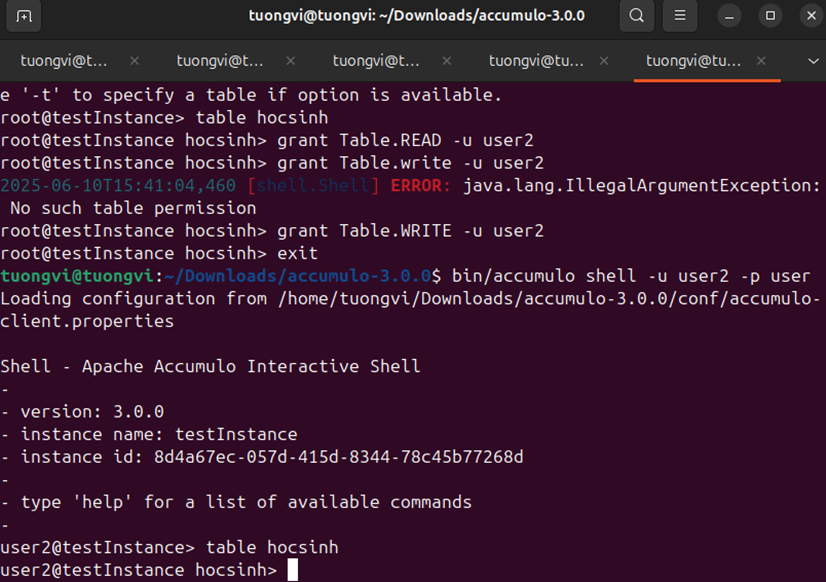 tuongvi@tuongvi: ~/Downloads/accumulo-3.0.0
tuongvi@t... tuongvi@t... tuongvi@t... tuongvi@tu... tuongvi@tu...
e '-t' to specify a table if option is available.
root@testInstance> table hocsinh
root@testInstance hocsinh> grant Table.READ -u user2
root@testInstance hocsinh> grant Table.write -u user2
2025-06-10T15:41:04,460 [shell.Shell] ERROR: java.lang.IllegalArgumentException:
 No such table permission
root@testInstance hocsinh> grant Table.WRITE -u user2
root@testInstance hocsinh> exit
tuongvi@tuongvi:~/Downloads/accumulo-3.0.0$ bin/accumulo shell -u user2 -p user
Loading configuration from /home/tuongvi/Downloads/accumulo-3.0.0/conf/accumulo-
client.properties

Shell - Apache Accumulo Interactive Shell
-
- version: 3.0.0
- instance name: testInstance
- instance id: 8d4a67ec-057d-415d-8344-78c45b77268d
-
- type 'help' for a list of available commands
-
user2@testInstance> table hocsinh
user2@testInstance hocsinh>